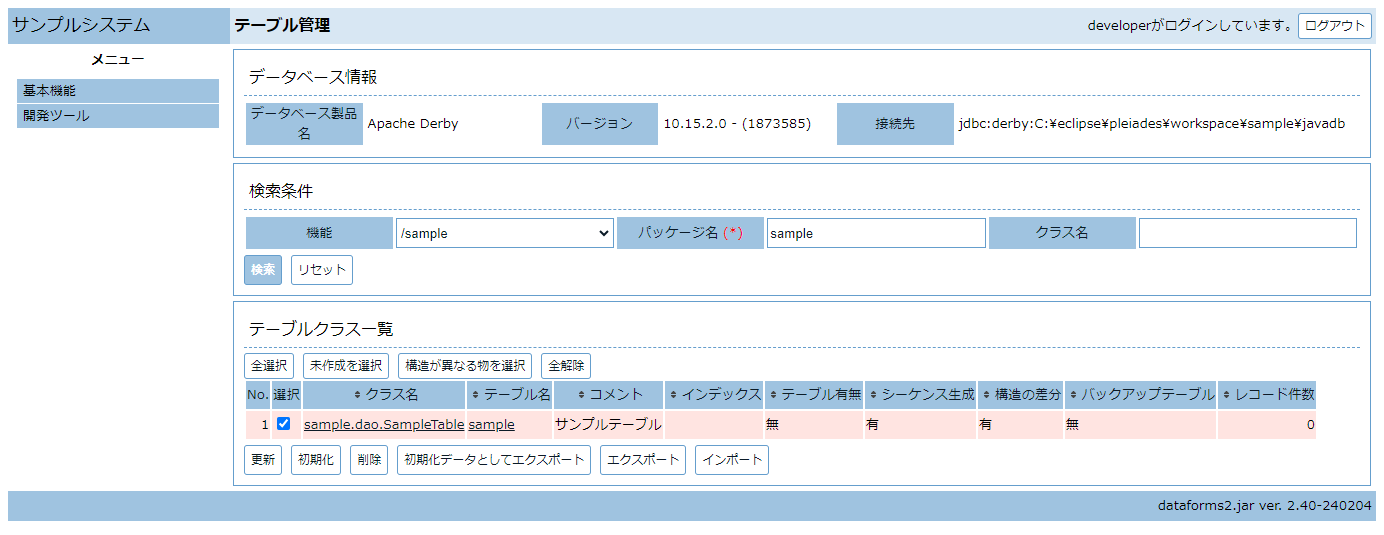 サンプルシステム
テーブル管理
developerがログインしています。 ログアウト
メニュー
基本機能
開発ツール
データベース情報
データベース製品名 Apache Derby バージョン 10.15.2.0 - (1873585) 接続先 jdbc:derby:C:¥eclipse¥pleiades¥workspace¥sample¥javadb
検索条件
機能 /sample パッケージ名 (*) sample クラス名
検索 リセット
テーブルクラス一覧
全選択 未作成を選択 構造が異なる物を選択 全解除
No. 選択 クラス名 テーブル名 コメント インデックス テーブル有無 シーケンス生成 構造の差分 バックアップテーブル レコード件数
1 sample.dao.SampleTable sample サンプルテーブル 無 有 有 無 0
更新 初期化 削除 初期化データとしてエクスポート エクスポート インポート
dataforms2.jar ver. 2.40-240204